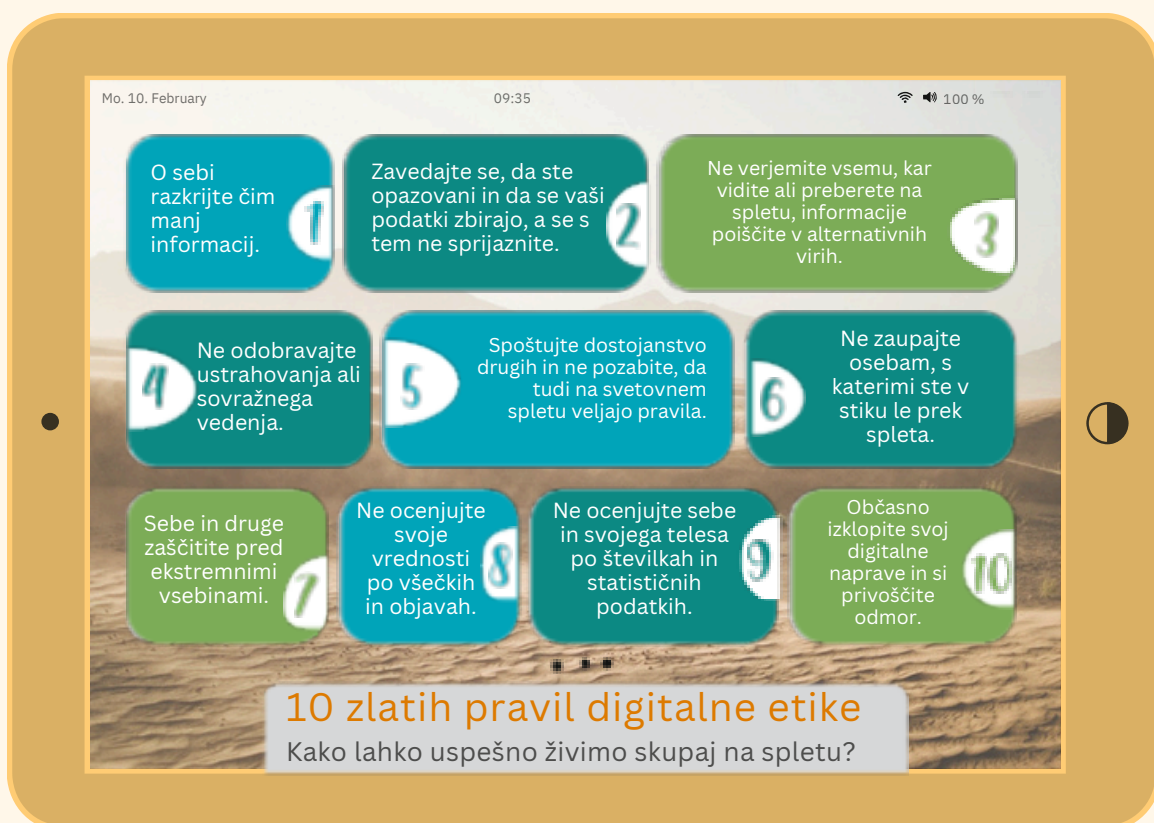 Mo. 10. February
09:35
100 %
O sebi
razkrijte čim
manj
informacij.
1
Zavedajte se, da ste
opazovani in da se vaši
podatki zbirajo, a se s
tem ne sprijaznite.
2
Ne verjemite vsemu, kar
vidite ali preberete na
spletu, informacije
poiščite v alternativnih
virih.
3
4
Ne odobravajte
ustrahovanja ali
sovražnega
vedenja.
5
Spoštujte dostojanstvo
drugih in ne pozabite, da
tudi na svetovnem
spletu veljajo pravila.
6
Ne zaupajte
osebam, s
katerimi ste v
stiku le prek
spleta.
Sebe in druge
zaščitite pred
ekstremnimi
vsebinami.
7
Ne ocenjujte
svoje
vrednosti
po všečkih
in objavah.
8
Ne ocenjujte sebe
in svojega telesa
po številkah in
statističnih
podatkih.
9
Občasno
izklopite svoj
digitalne
naprave in si
privoščite
odmor.
10
10 zlatih pravil digitalne etike
Kako lahko uspešno živimo skupaj na spletu?